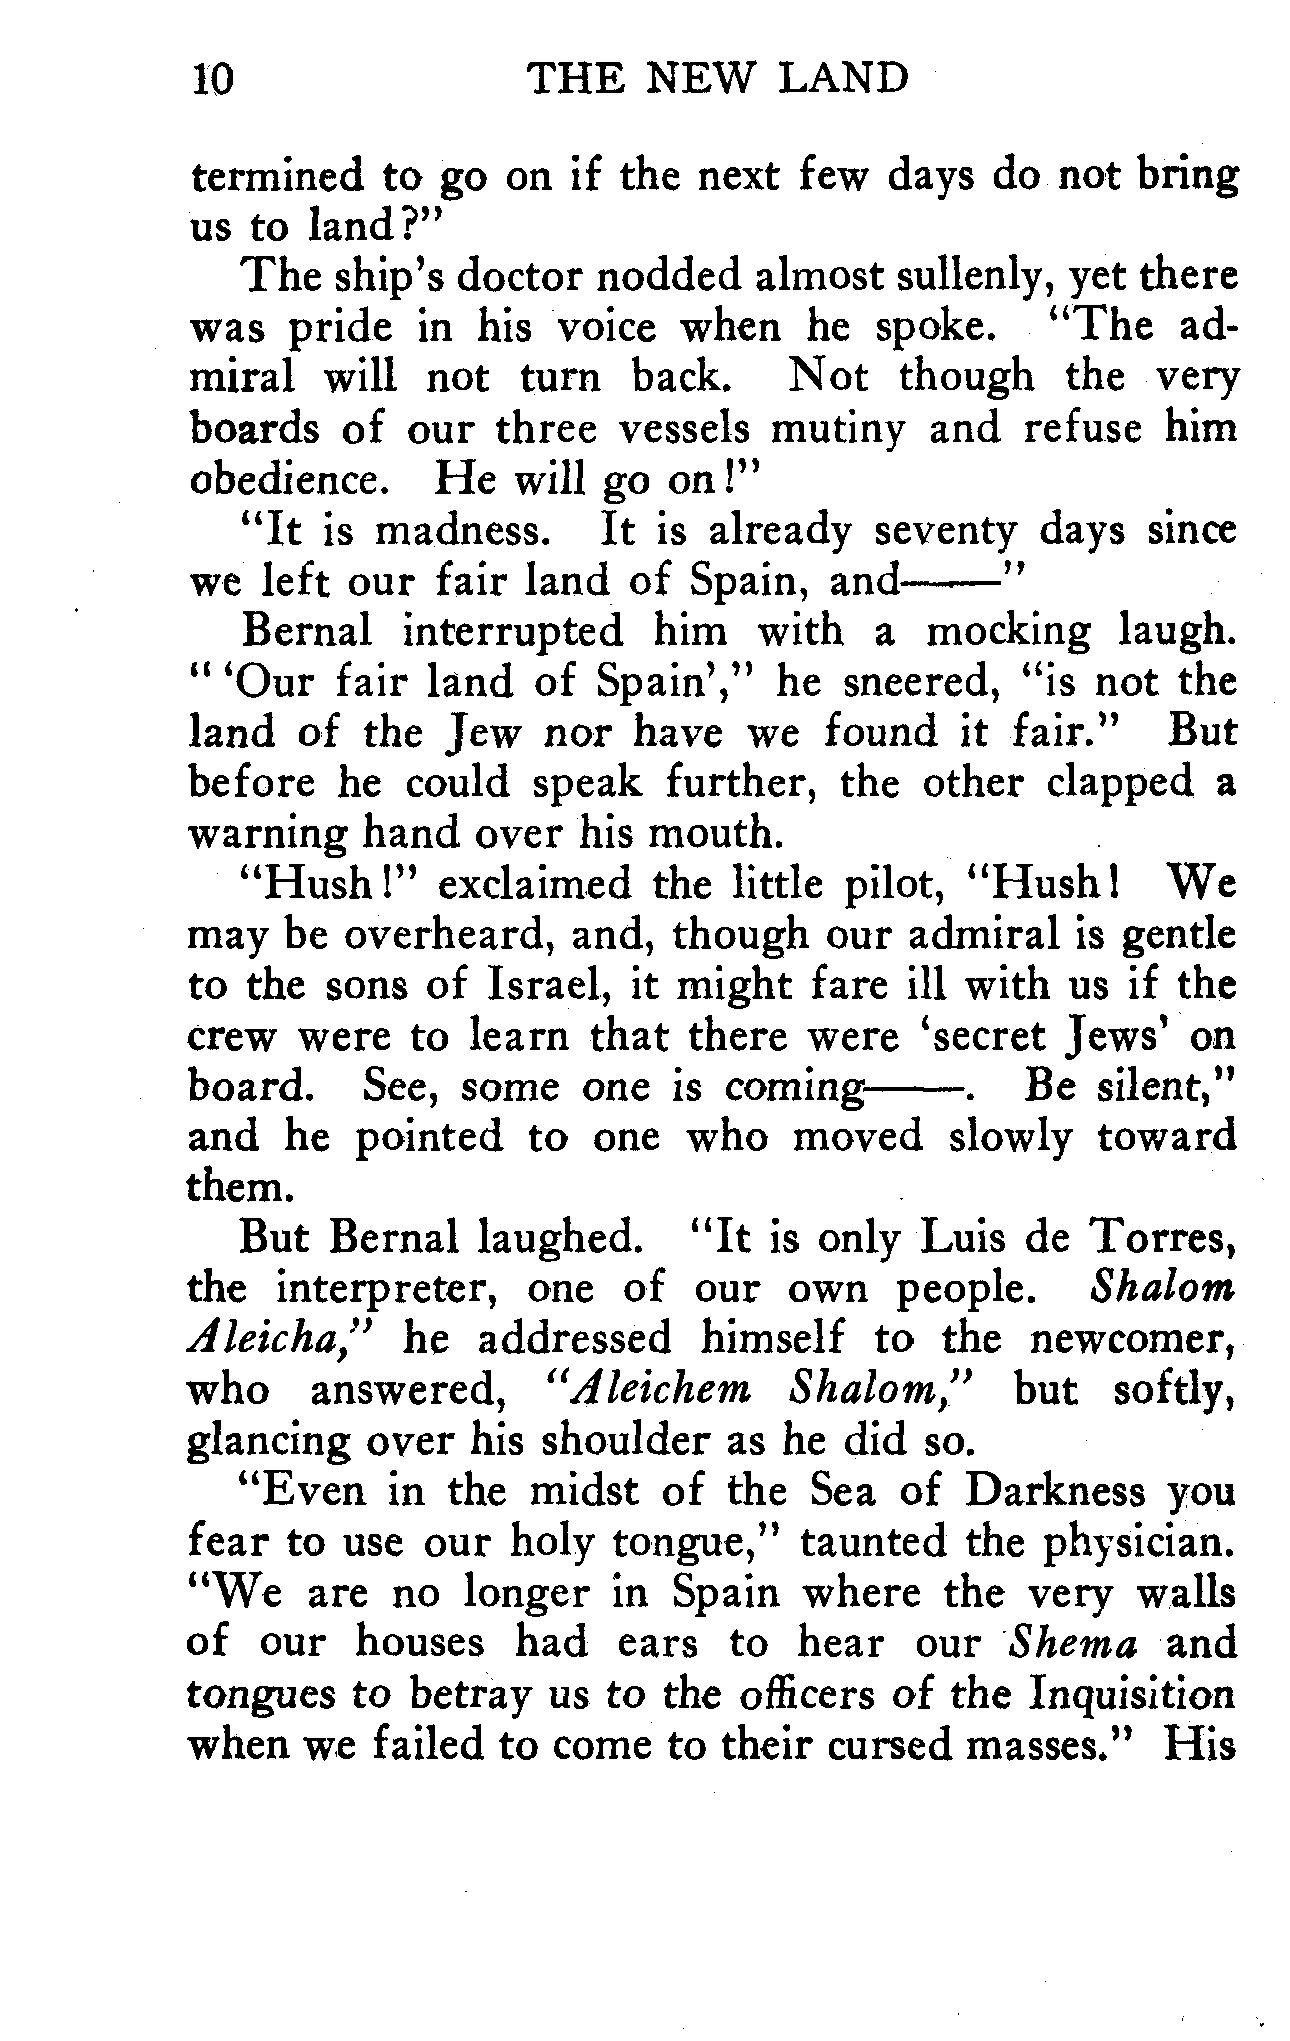 10 THE NEW LAND
termined to go on if the next few days do not bring
us to land?"
The ship's doctor nodded almost sullenly, yet there
was pride in his voice when he spoke. "The ad-
miral will not turn back. Not though the very
boards of our three vessels mutiny and refuse him
obedience. He will go on!"
"It is madness. It is already seventy days since
we left our fair land of Spain, and——"
Bernal interrupted him with a mocking laugh.
"'Our fair land of Spain'," he sneered, "is not the
land of the Jew nor have we found it fair." But
before he could speak further, the other clapped a
warning hand over his mouth.
"Hush!" exclaimed the little pilot, "Hush! We
may be overheard, and, though our admiral is gentle
to the sons of Israel, it might fare ill with us if the
crew were to learn that there were 'secret Jews' on
board. See, some one is coming——. Be silent,"
and he pointed to one who moved slowly toward
them.
But Bernal laughed. "It is only Luis de Torres,
the interpreter, one of our own people. Shalom
Aleicha," he addressed himself to the newcomer,
who answered, "Aleichem Shalom," but softly,
glancing over his shoulder as he did so.
"Even in the midst of the Sea of Darkness you
fear to use our holy tongue," taunted the physician.
"We are no longer in Spain where the very walls
of our houses had ears to hear our Shema and
tongues to betray us to the officers of the Inquisition
when we failed to come to their cursed masses." His